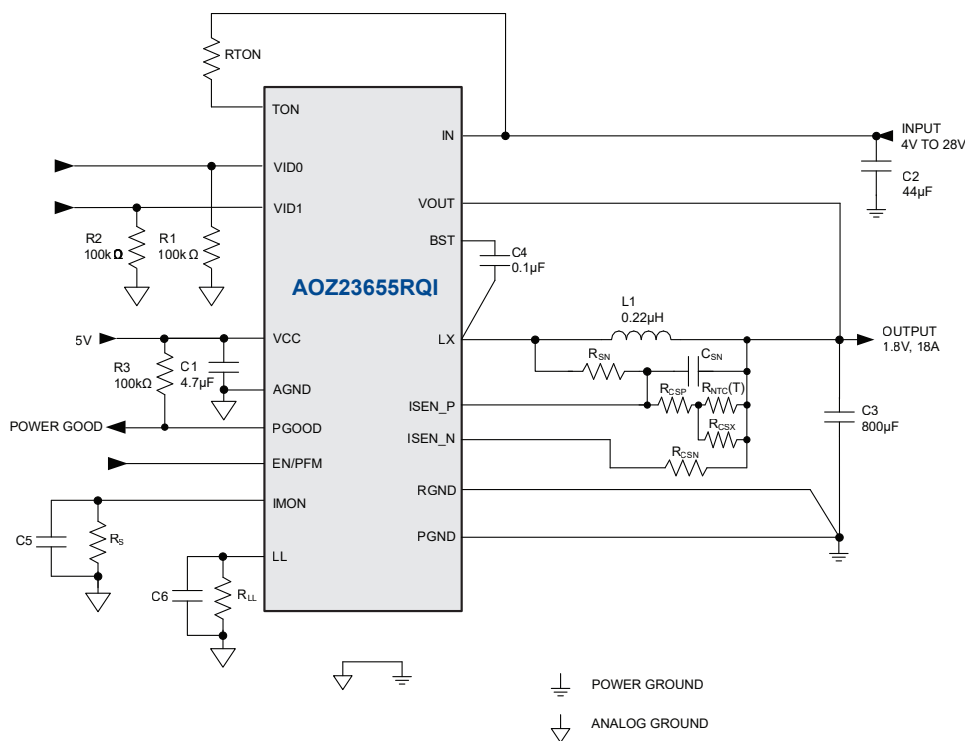 RTON
TON
IN
INPUT
4V TO 28V
C2
44µF
VID0
VID1
VOUT
R2
100kΩ
R1
100kΩ
BST
C4
0.1µF
AOZ23655RQI
L1
0.22µH
5V
VCC
LX
OUTPUT
1.8V, 18A
R3
100kΩ
C1
4.7µF
RSN
CSN
AGND
RCSP
RNTC(T)
ISEN_P
POWER GOOD
PGOOD
C3
800µF
RCSX
ISEN_N
RCSN
EN/PFM
RGND
IMON
C5
RS
PGND
LL
C6
RLL
POWER GROUND
ANALOG GROUND